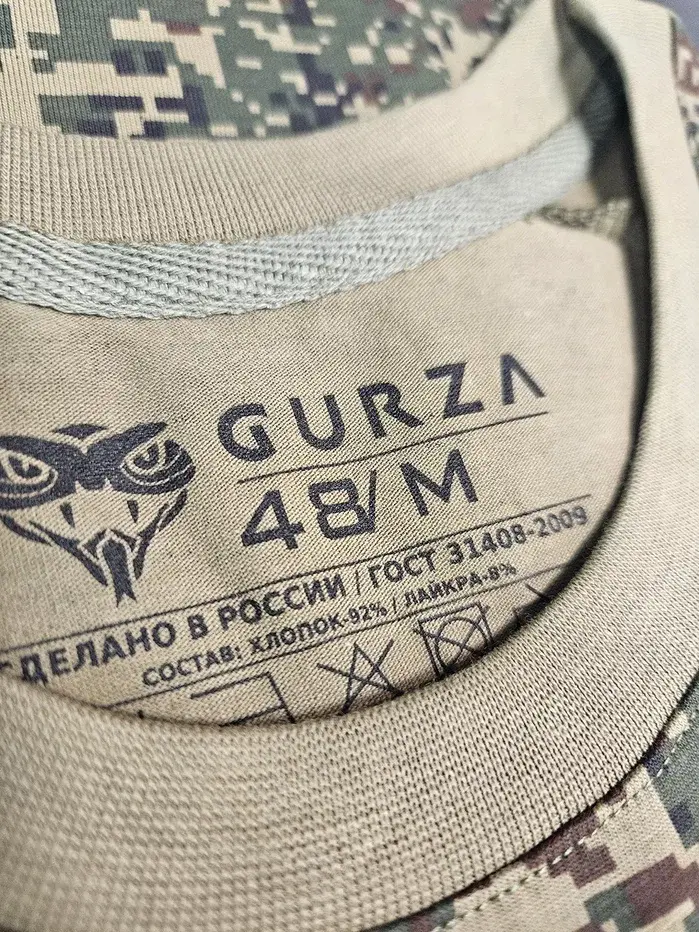 GURZA
48/M
СДЕЛАНО В РОССИИ / ГОСТ 31408-2009
СОСТАВ: ХЛОПОК-92% / ЛАЙКРА-8%